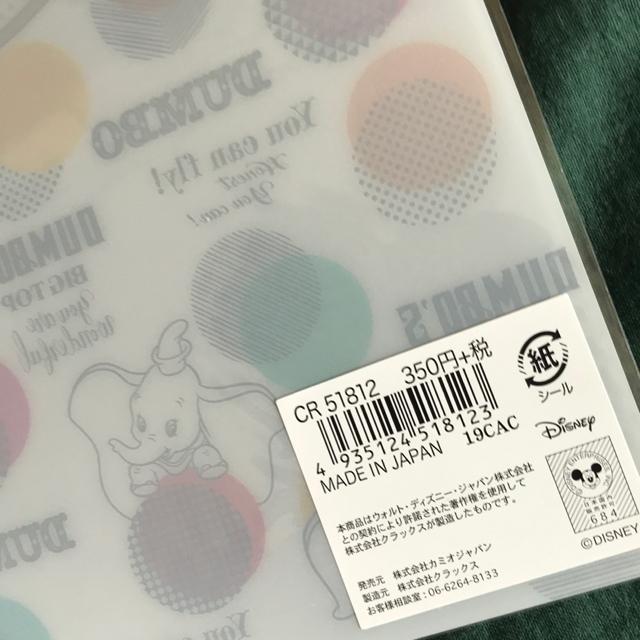 DUMBO
You can fly!
Honest
You can!
DUMBO
BIG TOP
You are
wonderful
DUMBO'S
CR 51812 350円+税
4 935124 518123
MADE IN JAPAN 19CAC
紙
シール
Disney
本商品はウォルト・ディズニー・ジャパン株式会社
との契約により許諾された著作権を使用して
株式会社クラックスが製造したものです。
発売元 株式会社カミオジャパン
製造元 株式会社クラックス
お客様相談室：06-6264-8133
©DISNEY
DU
You